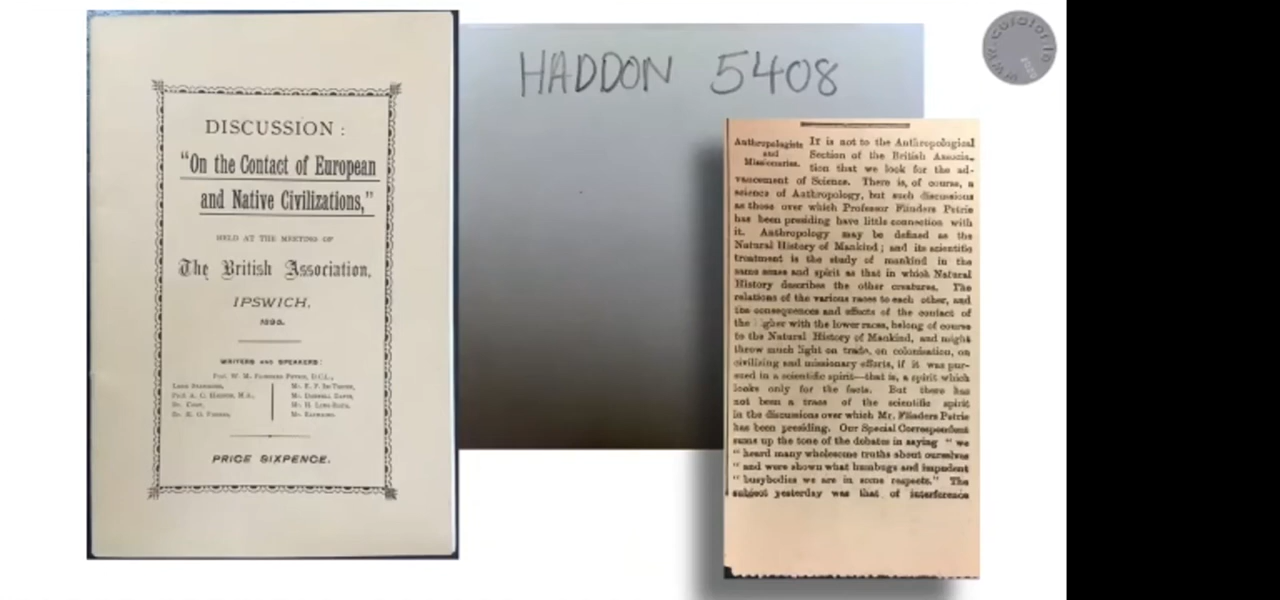 DISCUSSION:
"On the Contact of European
and Native Civilizations,"
HELD AT THE MEETING OF
The British Association,
IPSWICH,
WRITERS AND SPEAKERS:
PRICE SIXPENCE.
HADDON 5408
Anthropologists
and
Missionaries.
IT is not to the Anthropological
Section of the British Associa-
tion that we look for the ad-
vancement of Science. There is, of course, a
science of Anthropology, but such discussions
as those over which Professor Flinders Petrie
has been presiding have little connection with
it. Anthropology may be defined as the
Natural History of Mankind; and its scientific
treatment is the study of mankind in the
same sense and spirit as that in which Natural
History describes the other creatures. The
relations of the various races to each other, and
the consequences and effects of the contact of
the with the lower races, belong of course
to the Natural History of Mankind, and might
throw much light on trade, on colonisation, on
civilizing and missionary efforts, if it was pur-
sued in a scientific spirit—that is, a spirit which
looks only for the facts. But there has
not been a trace of the scientific spirit
in the discussions over which Mr. Flinders Petrie
has been presiding. Our Special Correspondent
sums up the tone of the debates in saying "we
"heard many wholesome truths about ourselves
"and were shown what humbugs and impudent
"busybodies we are in some respects." The
subject yesterday was that of interference
www.curator.io
2020